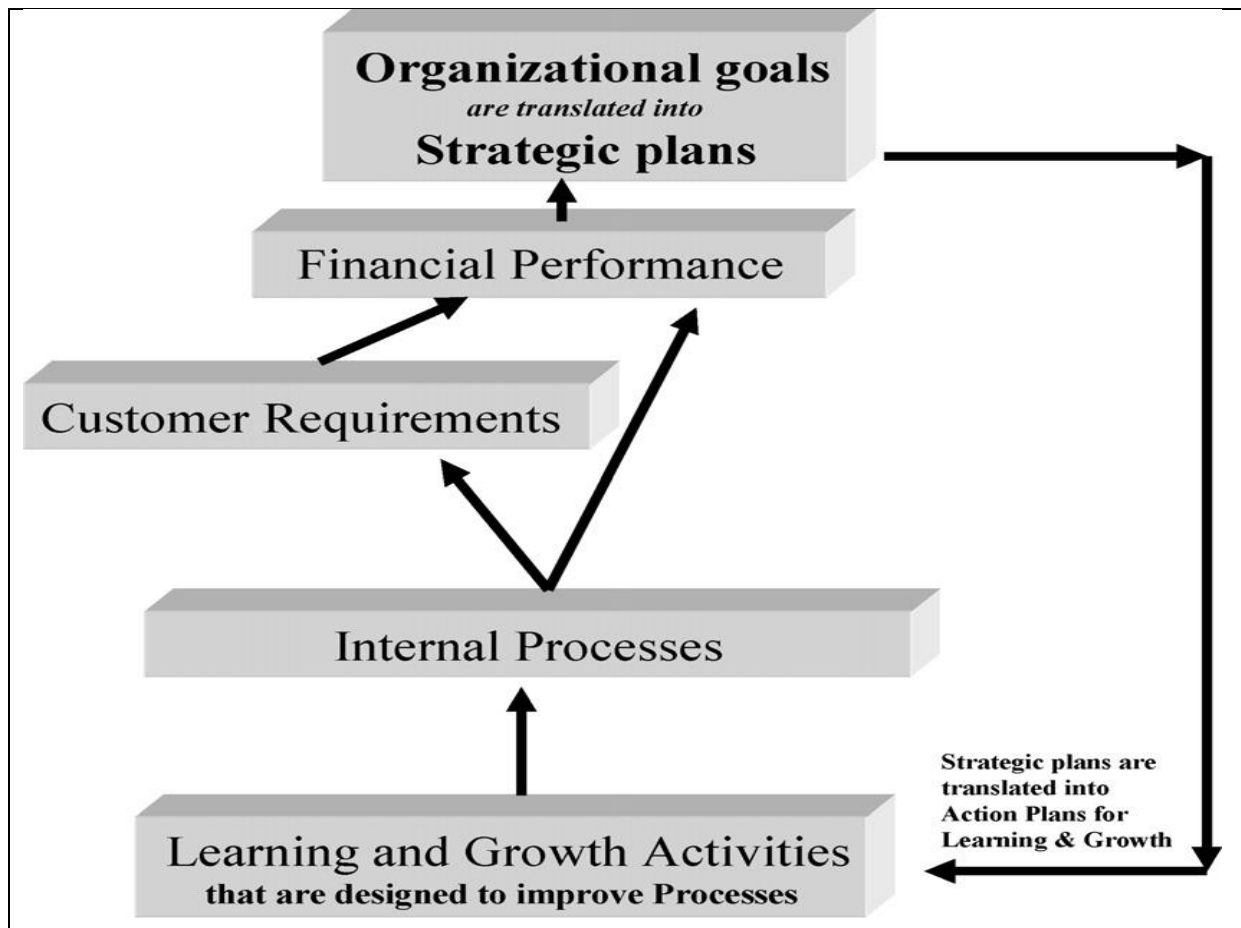 Organizational goals
are translated into
Strategic plans
Financial Performance
Customer Requirements
Internal Processes
Strategic plans are
translated into
Action Plans for
Learning & Growth
Learning and Growth Activities
that are designed to improve Processes